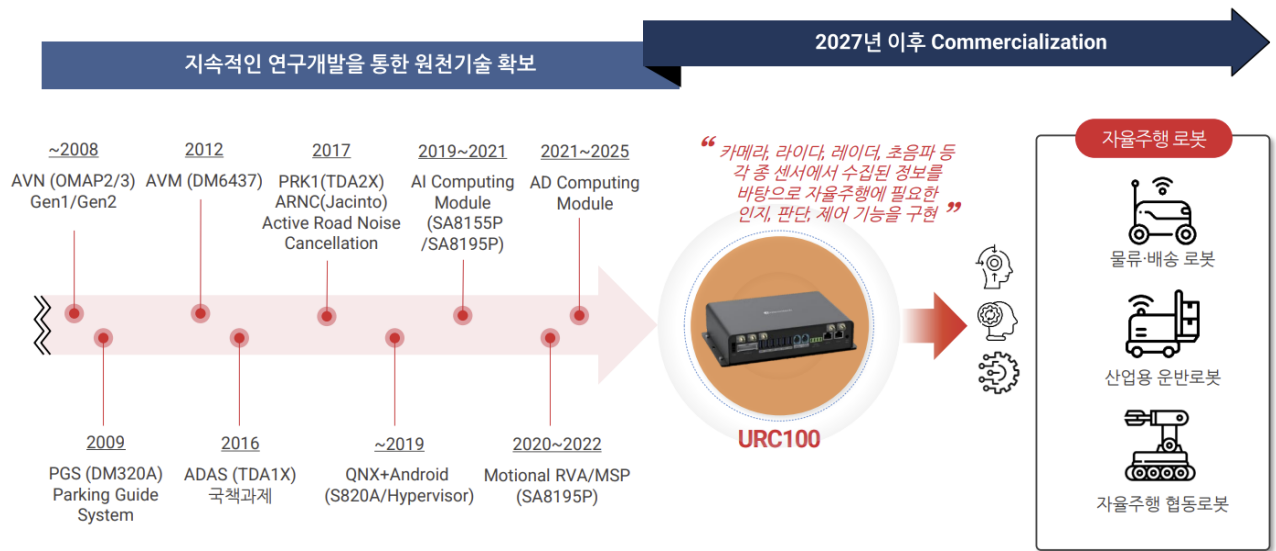 지속적인 연구개발을 통한 원천기술 확보
2027년 이후 Commercialization
~2008
AVN (OMAP2/3)
Gen1/Gen2
2012
AVM (DM6437)
2017
PRK1(TDA2X)
ARNC(Jacinto)
Active Road Noise
Cancellation
2019~2021
AI Computing
Module
(SA8155P
/SA8195P)
2021~2025
AD Computing
Module
2009
PGS (DM320A)
Parking Guide
System
2016
ADAS (TDA1X)
국책과제
~2019
QNX+Android
(S820A/Hypervisor)
2020~2022
Motional RVA/MSP
(SA8195P)
“ 카메라, 라이다, 레이더, 초음파 등
각 종 센서에서 수집된 정보를
바탕으로 자율주행에 필요한
인지, 판단, 제어 기능을 구현 ”
URC100
자율주행 로봇
물류·배송 로봇
산업용 운반로봇
자율주행 협동로봇